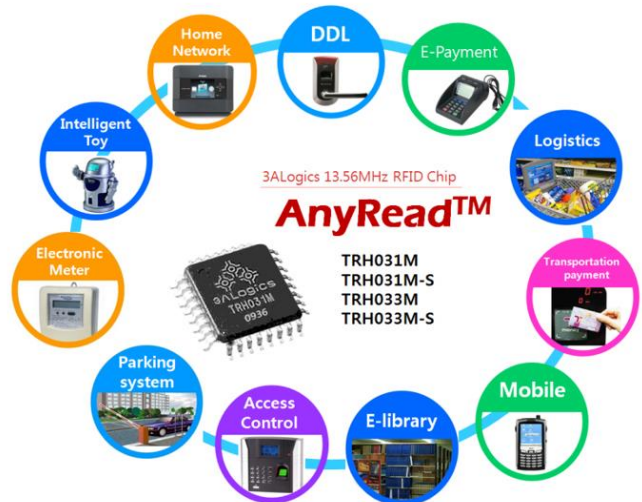 Home
Network
DDL
E-Payment
Intelligent
Toy
Logistics
3ALogics 13.56MHz RFID Chip
AnyRead™
TRH031M
TRH031M-S
TRH033M
TRH033M-S
3ALogics
TRH031M
0936
Electronic
Meter
Transportation
payment
Parking
system
Mobile
Access
Control
E-library